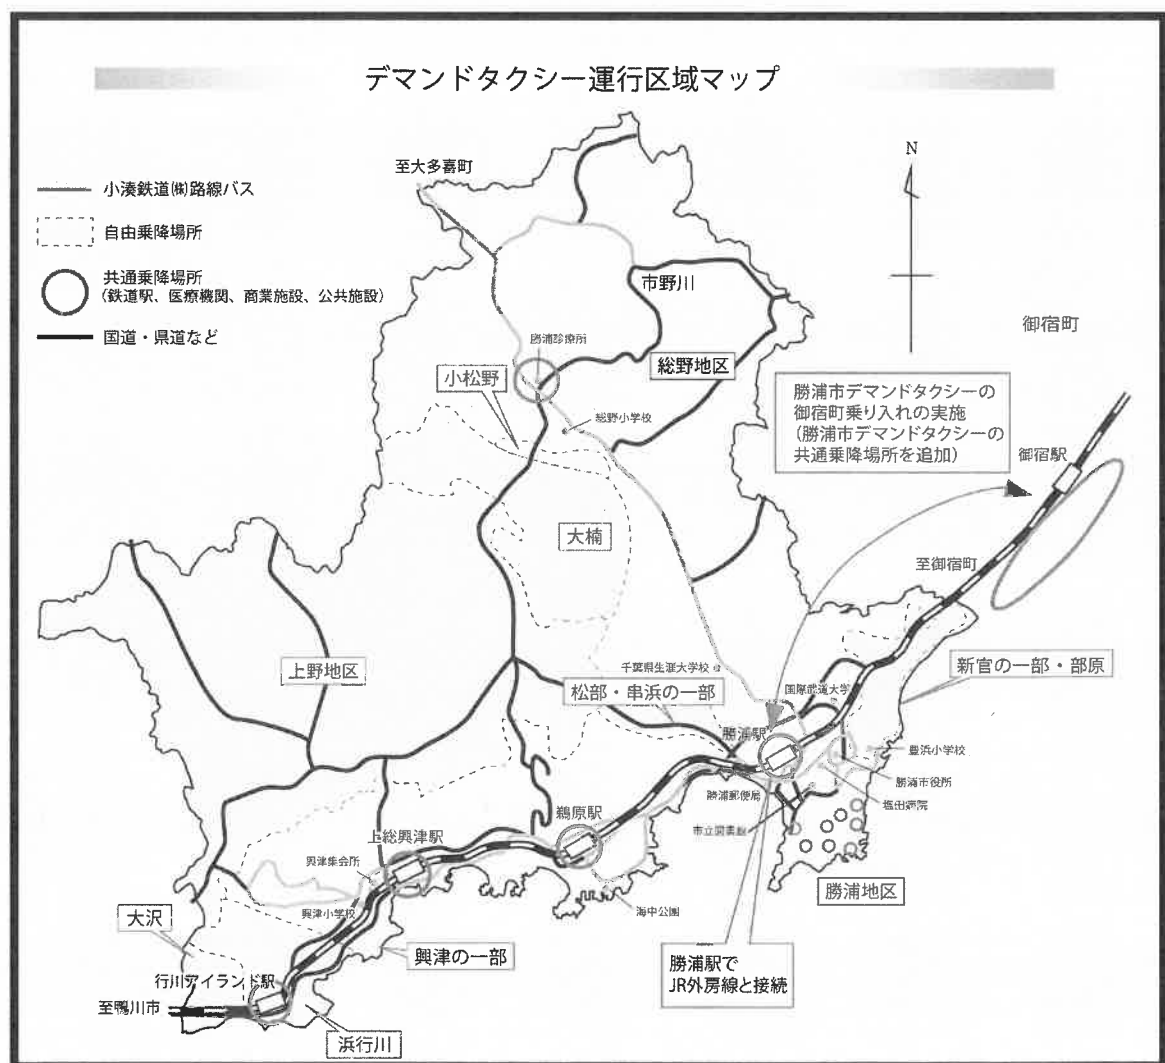 デマンドタクシー運行区域マップ
至大多喜町
N
小湊鉄道㈱路線バス
自由乗降場所
共通乗降場所
(鉄道駅、医療機関、商業施設、公共施設)
国道・県道など
市野川
御宿町
勝浦診療所
小松野
総野地区
総野小学校
勝浦市デマンドタクシーの
御宿町乗り入れの実施
(勝浦市デマンドタクシーの
共通乗降場所を追加)
御宿駅
大楠
至御宿町
上野地区
千葉県生涯大学校
松部・串浜の一部
国際武道大学
新官の一部・部原
勝浦駅
豊浜小学校
勝浦市役所
勝浦郵便局
塩田病院
市立図書館
鵜原駅
上総興津駅
興津集会所
勝浦地区
海中公園
興津小学校
大沢
興津の一部
勝浦駅で
JR外房線と接続
行川アイランド駅
至鴨川市
浜行川